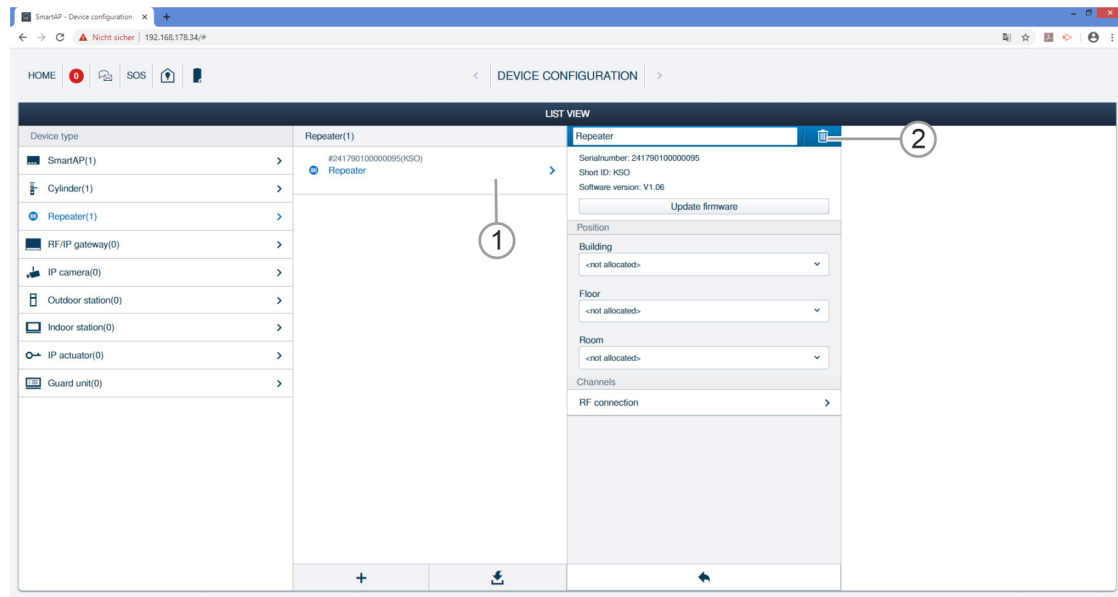 SmartAP - Device configuration
Nicht sicher | 192.168.178.34/#
HOME 0 SOS DEVICE CONFIGURATION
LIST VIEW
Device type
SmartAP(1)
Cylinder(1)
Repeater(1)
RF/IP gateway(0)
IP camera(0)
Outdoor station(0)
Indoor station(0)
IP actuator(0)
Guard unit(0)
Repeater(1)
#241790100000095(KSO)
Repeater
1
Repeater
2
Serialnumber: 241790100000095
Short ID: KSO
Software version: V1.06
Update firmware
Position
Building
<not allocated>
Floor
<not allocated>
Room
<not allocated>
Channels
RF connection